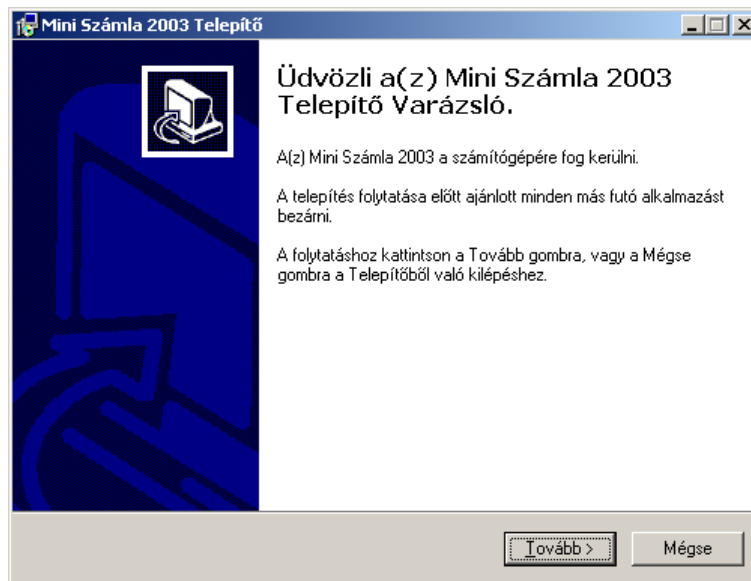 Mini Számla 2003 Telepítő
Üdvözli a(z) Mini Számla 2003
Telepítő Varázsló.
A(z) Mini Számla 2003 a számítógépére fog kerülni.
A telepítés folytatása előtt ajánlott minden más futó alkalmazást
bezárni.
A folytatáshoz kattintson a Tovább gombra, vagy a Mégse
gombra a Telepítőből való kilépéshez.
Tovább > Mégse